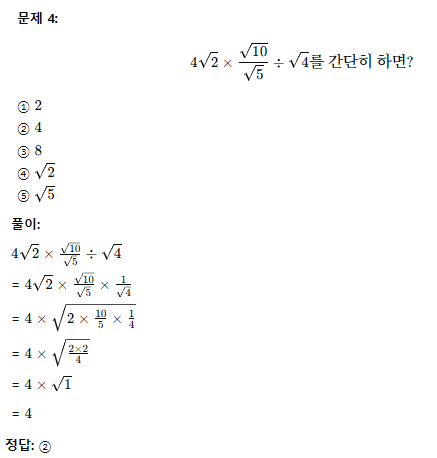 문제 4:
4√2 × √10/√5 ÷ √4를 간단히 하면?
① 2
② 4
③ 8
④ √2
⑤ √5
풀이:
4√2 × √10/√5 ÷ √4
= 4√2 × √10/√5 × 1/√4
= 4 × √(2 × 10/5 × 1/4)
= 4 × √((2×2)/4)
= 4 × √1
= 4
정답: ②